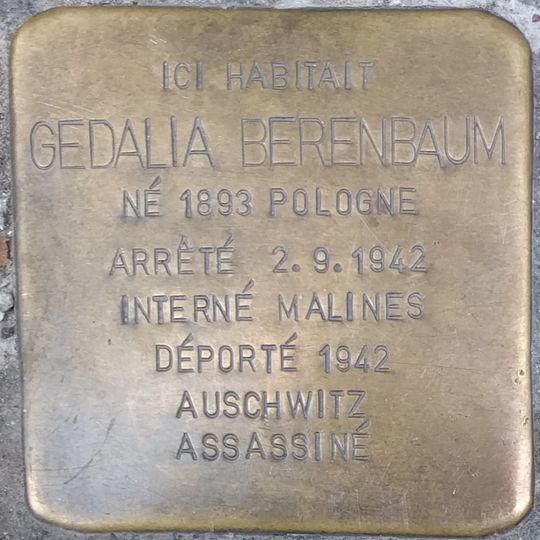 ICI HABITAIT
GEDALIA BERENBAUM
NÉ 1893 POLOGNE
ARRÊTÉ 2.9.1942
INTERNÉ MALINES
DÉPORTÉ 1942
AUSCHWITZ
ASSASSINÉ